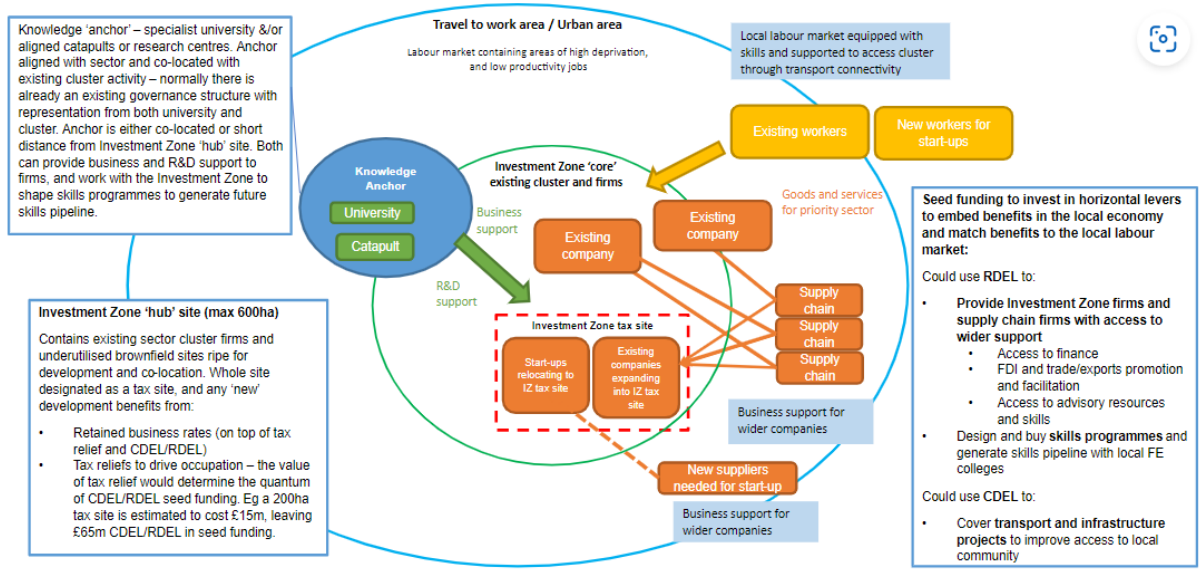 Knowledge ‘anchor’ – specialist university &/or
aligned catapults or research centres. Anchor
aligned with sector and co-located with
existing cluster activity – normally there is
already an existing governance structure with
representation from both university and
cluster. Anchor is either co-located or short
distance from Investment Zone ‘hub’ site. Both
can provide business and R&D support to
firms, and work with the Investment Zone to
shape skills programmes to generate future
skills pipeline.
Travel to work area / Urban area
Labour market containing areas of high deprivation,
and low productivity jobs
Local labour market equipped with
skills and supported to access cluster
through transport connectivity
Existing workers
New workers for
start-ups
Knowledge
Anchor
University
Catapult
Investment Zone ‘core’
existing cluster and firms
Business
support
R&D
support
Goods and services
for priority sector
Existing
company
Existing
company
Supply
chain
Supply
chain
Supply
chain
Investment Zone tax site
Start-ups
relocating to
IZ tax site
Existing
companies
expanding
into IZ tax
site
Business support for
wider companies
New suppliers
needed for start-up
Business support for
wider companies
Investment Zone ‘hub’ site (max 600ha)
Contains existing sector cluster firms and
underutilised brownfield sites ripe for
development and co-location. Whole site
designated as a tax site, and any ‘new’
development benefits from:
• Retained business rates (on top of tax
relief and CDEL/RDEL)
• Tax reliefs to drive occupation – the value
of tax relief would determine the quantum
of CDEL/RDEL seed funding. Eg a 200ha
tax site is estimated to cost £15m, leaving
£65m CDEL/RDEL in seed funding.
Seed funding to invest in horizontal levers
to embed benefits in the local economy
and match benefits to the local labour
market:
Could use RDEL to:
• Provide Investment Zone firms and
supply chain firms with access to
wider support
• Access to finance
• FDI and trade/exports promotion
and facilitation
• Access to advisory resources
and skills
• Design and buy skills programmes and
generate skills pipeline with local FE
colleges
Could use CDEL to:
• Cover transport and infrastructure
projects to improve access to local
community